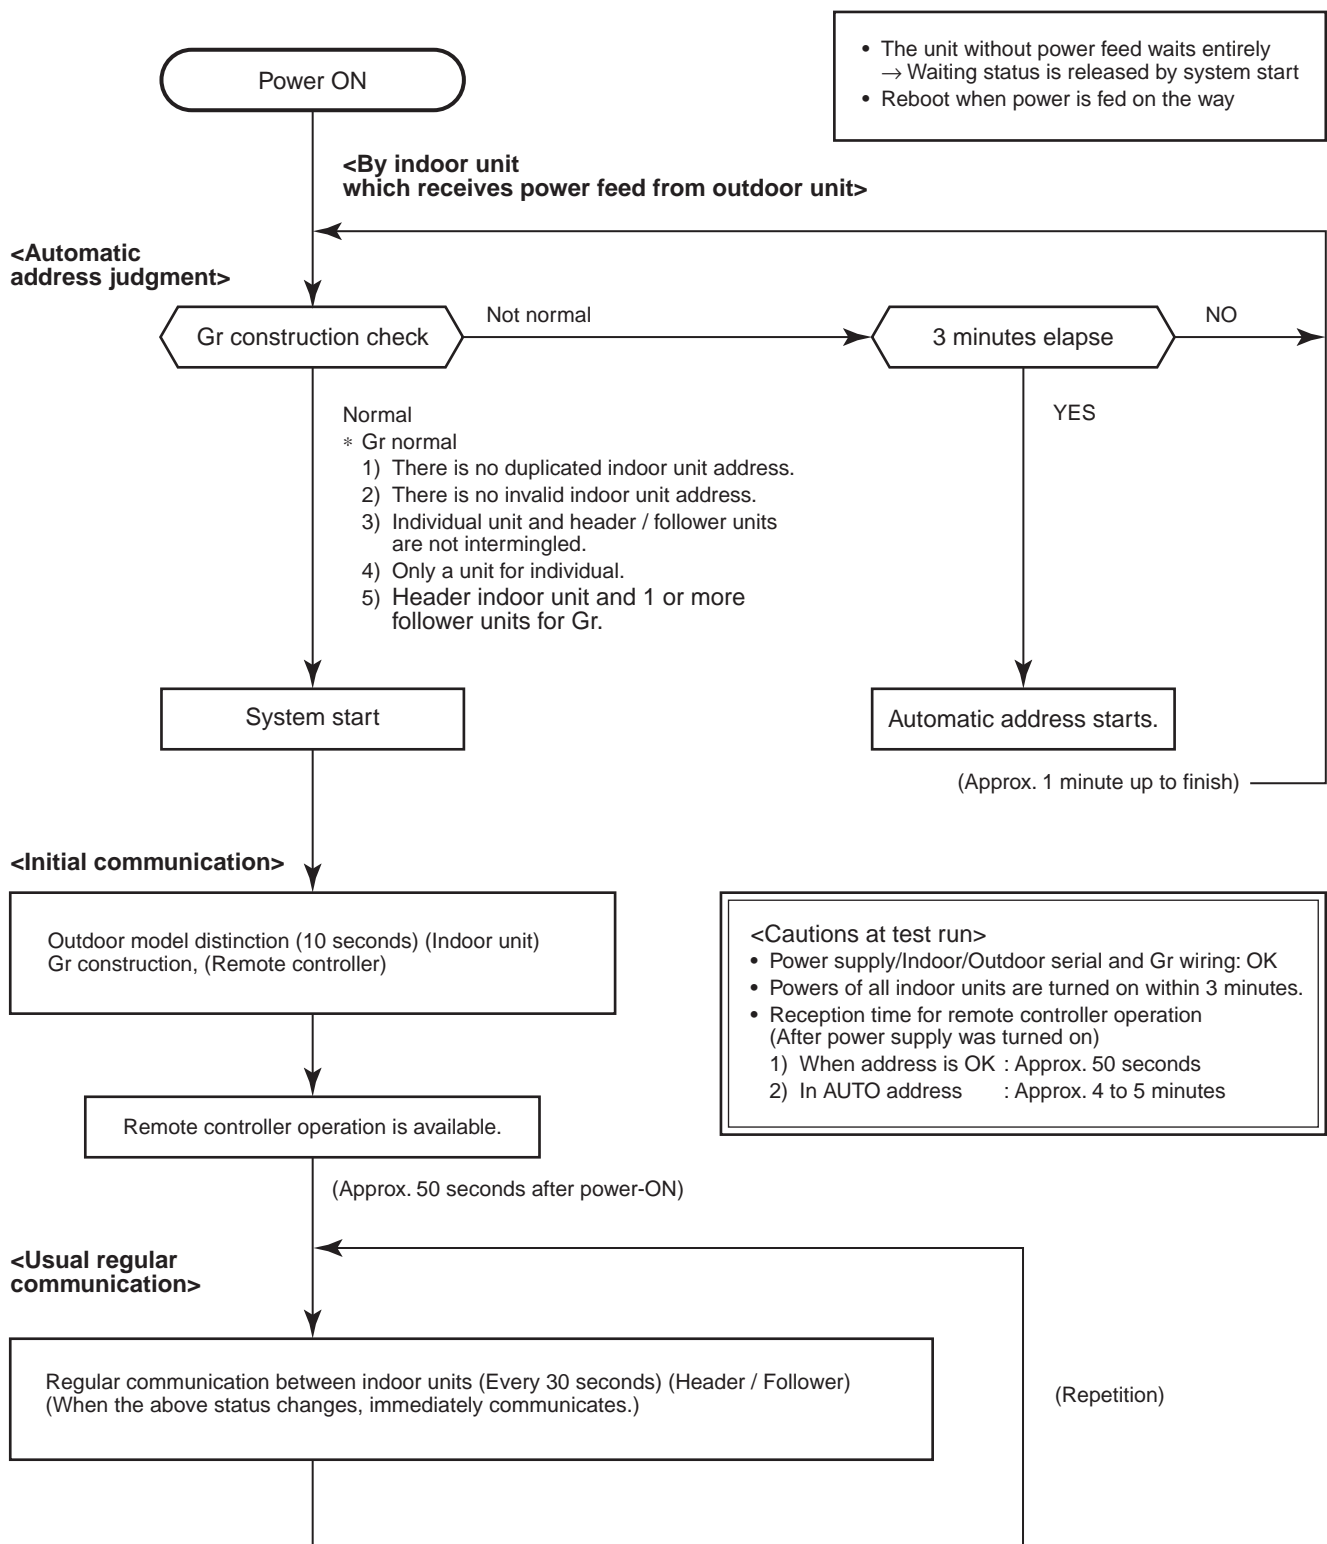 Power ON
• The unit without power feed waits entirely
→ Waiting status is released by system start
• Reboot when power is fed on the way
<By indoor unit
which receives power feed from outdoor unit>
<Automatic
address judgment>
Gr construction check
Not normal
3 minutes elapse
NO
Normal
* Gr normal
1) There is no duplicated indoor unit address.
2) There is no invalid indoor unit address.
3) Individual unit and header / follower units
are not intermingled.
4) Only a unit for individual.
5) Header indoor unit and 1 or more
follower units for Gr.
YES
System start
Automatic address starts.
(Approx. 1 minute up to finish)
<Initial communication>
Outdoor model distinction (10 seconds) (Indoor unit)
Gr construction, (Remote controller)
<Cautions at test run>
• Power supply/Indoor/Outdoor serial and Gr wiring: OK
• Powers of all indoor units are turned on within 3 minutes.
• Reception time for remote controller operation
(After power supply was turned on)
1) When address is OK : Approx. 50 seconds
2) In AUTO address : Approx. 4 to 5 minutes
Remote controller operation is available.
(Approx. 50 seconds after power-ON)
<Usual regular
communication>
Regular communication between indoor units (Every 30 seconds) (Header / Follower)
(When the above status changes, immediately communicates.)
(Repetition)